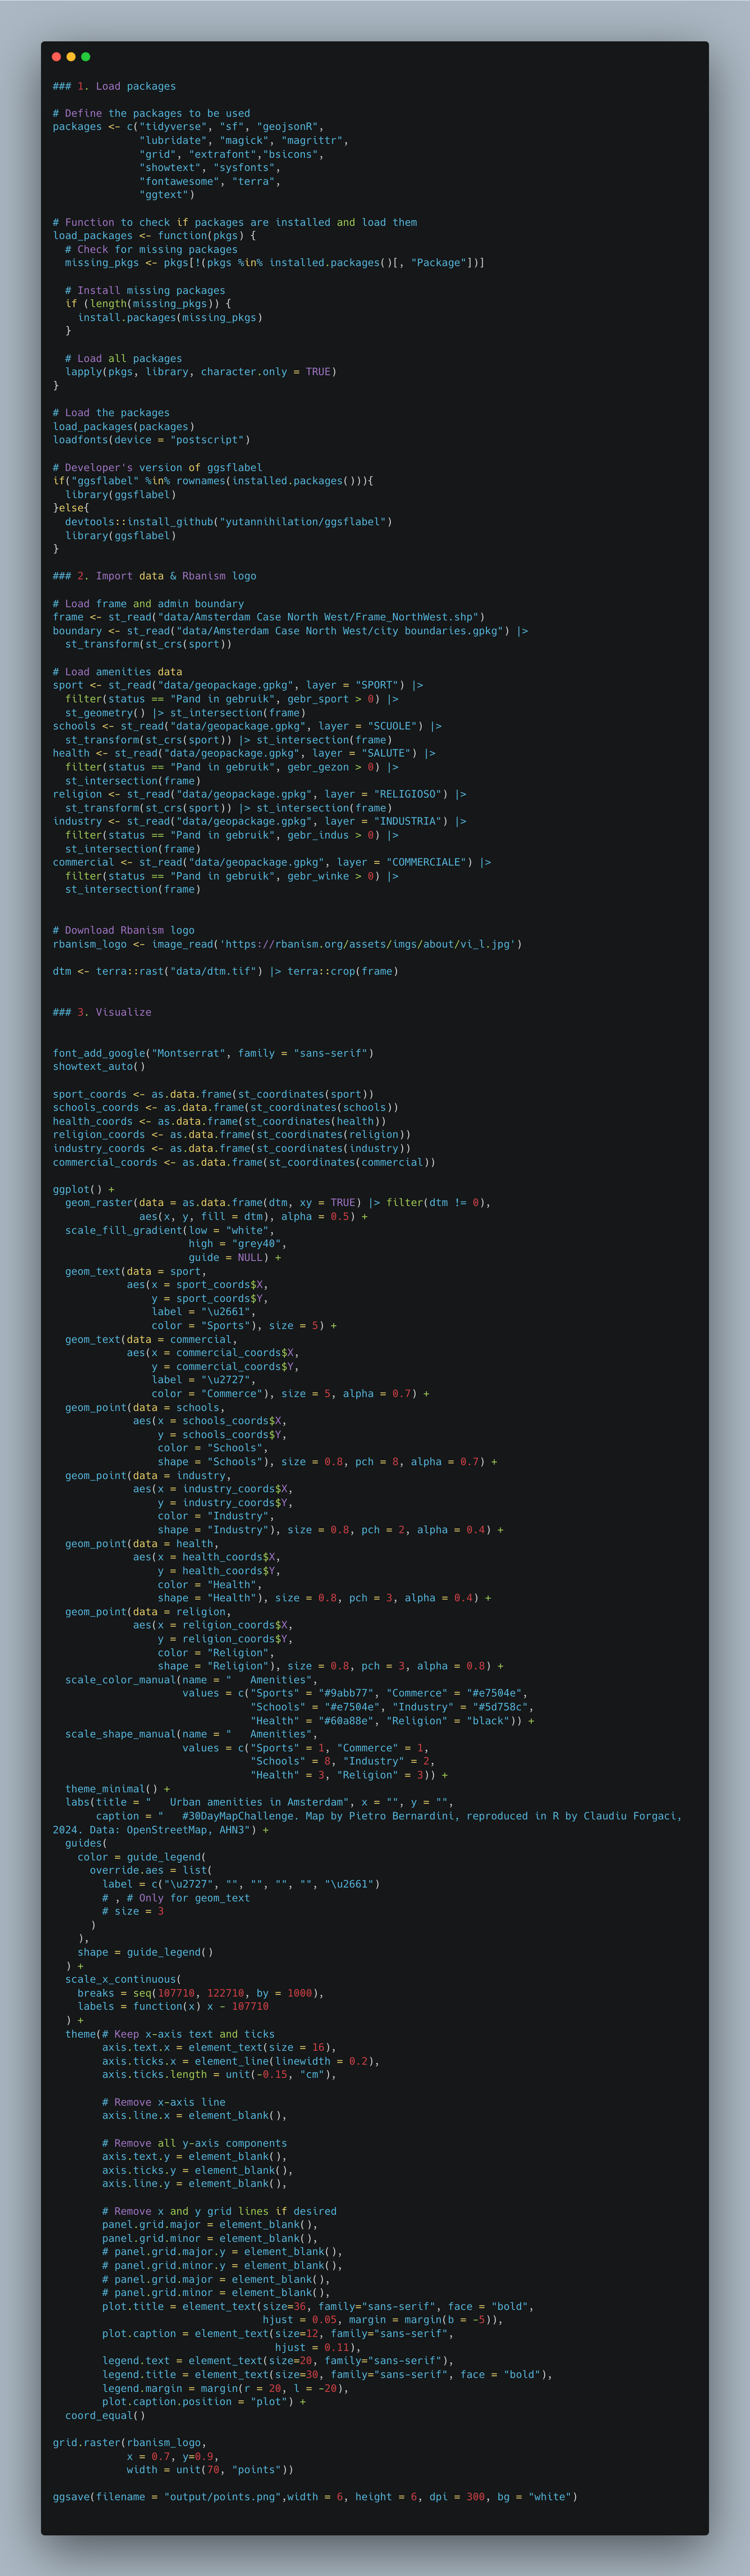 ### 1. Load packages

# Define the packages to be used
packages <- c("tidyverse", "sf", "geojsonR",
              "lubridate", "magick", "magrittr",
              "grid", "extrafont","bsicons",
              "showtext", "sysfonts",
              "fontawesome", "terra",
              "ggtext")

# Function to check if packages are installed and load them
load_packages <- function(pkgs) {
  # Check for missing packages
  missing_pkgs <- pkgs[!(pkgs %in% installed.packages()[, "Package"])]

  # Install missing packages
  if (length(missing_pkgs)) {
    install.packages(missing_pkgs)
  }

  # Load all packages
  lapply(pkgs, library, character.only = TRUE)
}

# Load the packages
load_packages(packages)
loadfonts(device = "postscript")

# Developer's version of ggsflabel
if("ggsflabel" %in% rownames(installed.packages())){
  library(ggsflabel)
}else{
  devtools::install_github("yutannihilation/ggsflabel")
  library(ggsflabel)
}

### 2. Import data & Rbanism logo

# Load frame and admin boundary
frame <- st_read("data/Amsterdam Case North West/Frame_NorthWest.shp")
boundary <- st_read("data/Amsterdam Case North West/city boundaries.gpkg") |>
  st_transform(st_crs(sport))

# Load amenities data
sport <- st_read("data/geopackage.gpkg", layer = "SPORT") |>
  filter(status == "Pand in gebruik", gebr_sport > 0) |>
  st_geometry() |> st_intersection(frame)
schools <- st_read("data/geopackage.gpkg", layer = "SCUOLE") |>
  st_transform(st_crs(sport)) |> st_intersection(frame)
health <- st_read("data/geopackage.gpkg", layer = "SALUTE") |>
  filter(status == "Pand in gebruik", gebr_gezon > 0) |>
  st_intersection(frame)
religion <- st_read("data/geopackage.gpkg", layer = "RELIGIOSO") |>
  st_transform(st_crs(sport)) |> st_intersection(frame)
industry <- st_read("data/geopackage.gpkg", layer = "INDUSTRIA") |>
  filter(status == "Pand in gebruik", gebr_indus > 0) |>
  st_intersection(frame)
commercial <- st_read("data/geopackage.gpkg", layer = "COMMERCIALE") |>
  filter(status == "Pand in gebruik", gebr_winke > 0) |>
  st_intersection(frame)

# Download Rbanism logo
rbanism_logo <- image_read('https://rbanism.org/assets/imgs/about/vi_l.jpg')

dtm <- terra::rast("data/dtm.tif") |> terra::crop(frame)

### 3. Visualize

font_add_google("Montserrat", family = "sans-serif")
showtext_auto()

sport_coords <- as.data.frame(st_coordinates(sport))
schools_coords <- as.data.frame(st_coordinates(schools))
health_coords <- as.data.frame(st_coordinates(health))
religion_coords <- as.data.frame(st_coordinates(religion))
industry_coords <- as.data.frame(st_coordinates(industry))
commercial_coords <- as.data.frame(st_coordinates(commercial))

ggplot() +
  geom_raster(data = as.data.frame(dtm, xy = TRUE) |> filter(dtm != 0),
              aes(x, y, fill = dtm), alpha = 0.5) +
  scale_fill_gradient(low = "white",
                      high = "grey40",
                      guide = NULL) +
  geom_text(data = sport,
            aes(x = sport_coords$X,
                y = sport_coords$Y,
                label = "\u2661",
                color = "Sports"), size = 5) +
  geom_text(data = commercial,
            aes(x = commercial_coords$X,
                y = commercial_coords$Y,
                label = "\u2727",
                color = "Commerce"), size = 5, alpha = 0.7) +
  geom_point(data = schools,
             aes(x = schools_coords$X,
                 y = schools_coords$Y,
                 color = "Schools",
                 shape = "Schools"), size = 0.8, pch = 8, alpha = 0.7) +
  geom_point(data = industry,
             aes(x = industry_coords$X,
                 y = industry_coords$Y,
                 color = "Industry",
                 shape = "Industry"), size = 0.8, pch = 2, alpha = 0.4) +
  geom_point(data = health,
             aes(x = health_coords$X,
                 y = health_coords$Y,
                 color = "Health",
                 shape = "Health"), size = 0.8, pch = 3, alpha = 0.4) +
  geom_point(data = religion,
             aes(x = religion_coords$X,
                 y = religion_coords$Y,
                 color = "Religion",
                 shape = "Religion"), size = 0.8, pch = 3, alpha = 0.8) +
  scale_color_manual(name = "   Amenities",
                     values = c("Sports" = "#9abb77", "Commerce" = "#e7504e",
                                "Schools" = "#e7504e", "Industry" = "#5d758c",
                                "Health" = "#60a88e", "Religion" = "black")) +
  scale_shape_manual(name = "   Amenities",
                     values = c("Sports" = 1, "Commerce" = 1,
                                "Schools" = 8, "Industry" = 2,
                                "Health" = 3, "Religion" = 3)) +
  theme_minimal() +
  labs(title = "   Urban amenities in Amsterdam", x = "", y = "",
       caption = "   #30DayMapChallenge. Map by Pietro Bernardini, reproduced in R by Claudiu Forgaci,
2024. Data: OpenStreetMap, AHN3") +
  guides(
    color = guide_legend(
      override.aes = list(
        label = c("\u2727", "", "", "", "", "\u2661")
        # , # Only for geom_text
        # size = 3
      )
    ),
    shape = guide_legend()
  ) +
  scale_x_continuous(
    breaks = seq(107710, 122710, by = 1000),
    labels = function(x) x - 107710
  ) +
  theme(# Keep x-axis text and ticks
        axis.text.x = element_text(size = 16),
        axis.ticks.x = element_line(linewidth = 0.2),
        axis.ticks.length = unit(-0.15, "cm"),

        # Remove x-axis line
        axis.line.x = element_blank(),

        # Remove all y-axis components
        axis.text.y = element_blank(),
        axis.ticks.y = element_blank(),
        axis.line.y = element_blank(),

        # Remove x and y grid lines if desired
        panel.grid.major = element_blank(),
        panel.grid.minor = element_blank(),
        # panel.grid.major.y = element_blank(),
        # panel.grid.minor.y = element_blank(),
        # panel.grid.major = element_blank(),
        # panel.grid.minor = element_blank(),
        plot.title = element_text(size=36, family="sans-serif", face = "bold",
                                  hjust = 0.05, margin = margin(b = -5)),
        plot.caption = element_text(size=12, family="sans-serif",
                                    hjust = 0.11),
        legend.text = element_text(size=20, family="sans-serif"),
        legend.title = element_text(size=30, family="sans-serif", face = "bold"),
        legend.margin = margin(r = 20, l = -20),
        plot.caption.position = "plot") +
  coord_equal()

grid.raster(rbanism_logo,
            x = 0.7, y=0.9,
            width = unit(70, "points"))

ggsave(filename = "output/points.png",width = 6, height = 6, dpi = 300, bg = "white")